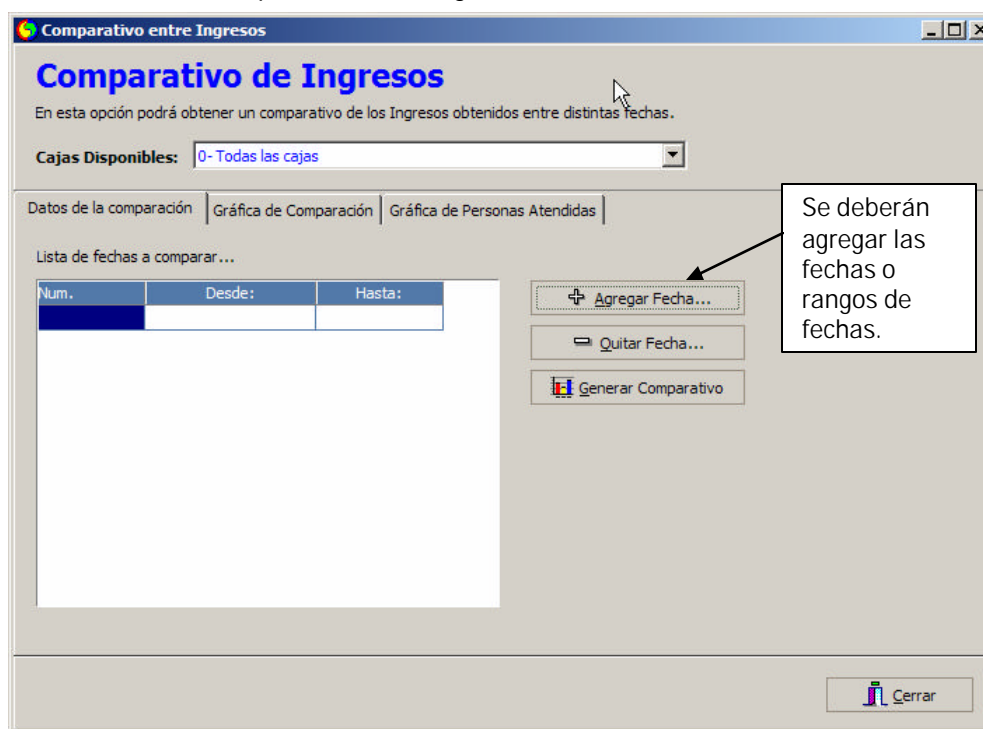 Comparativo entre Ingresos
Comparativo de Ingresos
En esta opción podrá obtener un comparativo de los Ingresos obtenidos entre distintas fechas.
Cajas Disponibles: 0- Todas las cajas
Datos de la comparación Gráfica de Comparación Gráfica de Personas Atendidas
Lista de fechas a comparar...
Num. Desde: Hasta:
Agregar Fecha...
Quitar Fecha...
Generar Comparativo
Se deberán
agregar las
fechas o
rangos de
fechas.
Cerrar